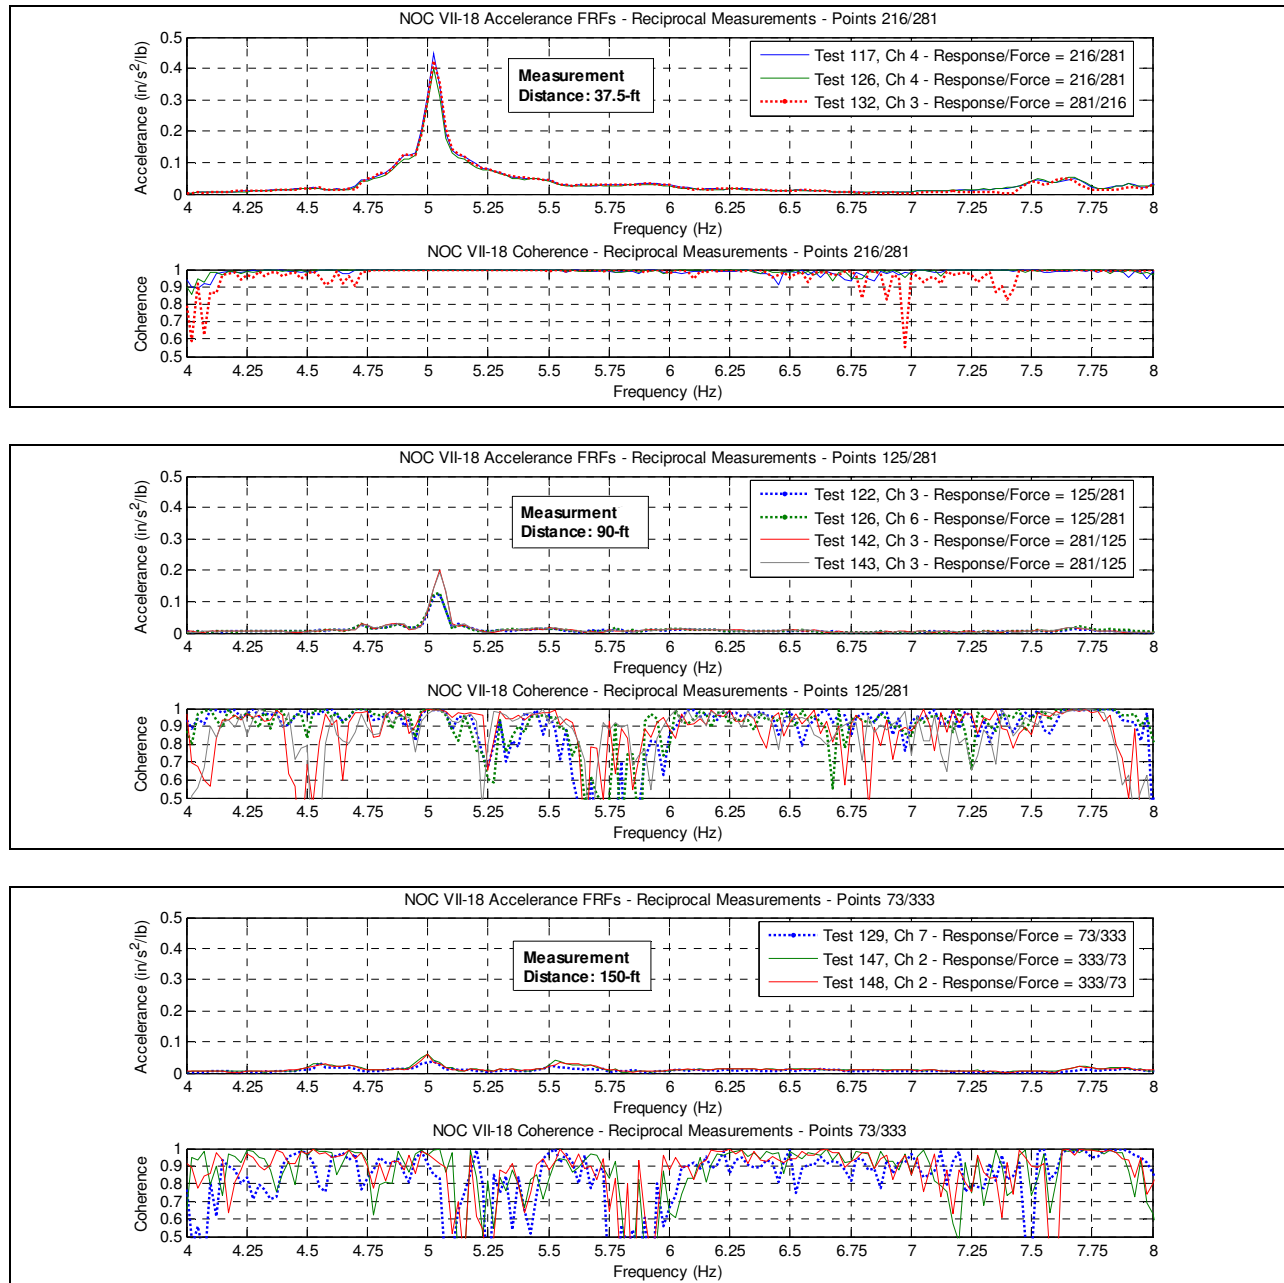 NOC VII-18 Accelerance FRFs - Reciprocal Measurements - Points 216/281
0.5
0.4
0.3
0.2
0.1
0
Accelerance (in/s²/lb)
Measurement
Distance: 37.5-ft
Test 117, Ch 4 - Response/Force = 216/281
Test 126, Ch 4 - Response/Force = 216/281
Test 132, Ch 3 - Response/Force = 281/216
4 4.25 4.5 4.75 5 5.25 5.5 5.75 6 6.25 6.5 6.75 7 7.25 7.5 7.75 8
Frequency (Hz)
NOC VII-18 Coherence - Reciprocal Measurements - Points 216/281
1
0.9
0.8
0.7
0.6
0.5
Coherence
4 4.25 4.5 4.75 5 5.25 5.5 5.75 6 6.25 6.5 6.75 7 7.25 7.5 7.75 8
Frequency (Hz)
NOC VII-18 Accelerance FRFs - Reciprocal Measurements - Points 125/281
0.5
0.4
0.3
0.2
0.1
0
Accelerance (in/s²/lb)
Measurment
Distance: 90-ft
Test 122, Ch 3 - Response/Force = 125/281
Test 126, Ch 6 - Response/Force = 125/281
Test 142, Ch 3 - Response/Force = 281/125
Test 143, Ch 3 - Response/Force = 281/125
4 4.25 4.5 4.75 5 5.25 5.5 5.75 6 6.25 6.5 6.75 7 7.25 7.5 7.75 8
Frequency (Hz)
NOC VII-18 Coherence - Reciprocal Measurements - Points 125/281
1
0.9
0.8
0.7
0.6
0.5
Coherence
4 4.25 4.5 4.75 5 5.25 5.5 5.75 6 6.25 6.5 6.75 7 7.25 7.5 7.75 8
Frequency (Hz)
NOC VII-18 Accelerance FRFs - Reciprocal Measurements - Points 73/333
0.5
0.4
0.3
0.2
0.1
0
Accelerance (in/s²/lb)
Measurement
Distance: 150-ft
Test 129, Ch 7 - Response/Force = 73/333
Test 147, Ch 2 - Response/Force = 333/73
Test 148, Ch 2 - Response/Force = 333/73
4 4.25 4.5 4.75 5 5.25 5.5 5.75 6 6.25 6.5 6.75 7 7.25 7.5 7.75 8
Frequency (Hz)
NOC VII-18 Coherence - Reciprocal Measurements - Points 73/333
1
0.9
0.8
0.7
0.6
0.5
Coherence
4 4.25 4.5 4.75 5 5.25 5.5 5.75 6 6.25 6.5 6.75 7 7.25 7.5 7.75 8
Frequency (Hz)